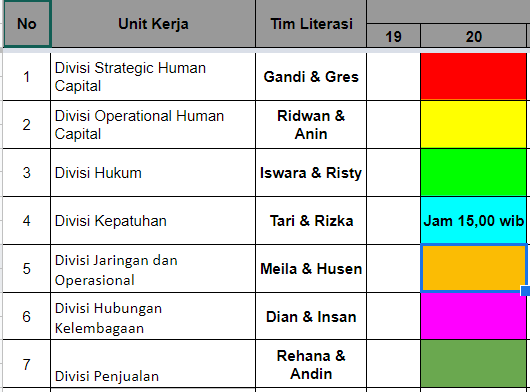 No Unit Kerja Tim Literasi
19 20
1 Divisi Strategic Human Capital Gandi & Gres
2 Divisi Operational Human Capital Ridwan & Anin
3 Divisi Hukum Iswara & Risty
4 Divisi Kepatuhan Tari & Rizka Jam 15,00 wib
5 Divisi Jaringan dan Operasional Meila & Husen
6 Divisi Hubungan Kelembagaan Dian & Insan
7 Divisi Penjualan Rehana & Andin